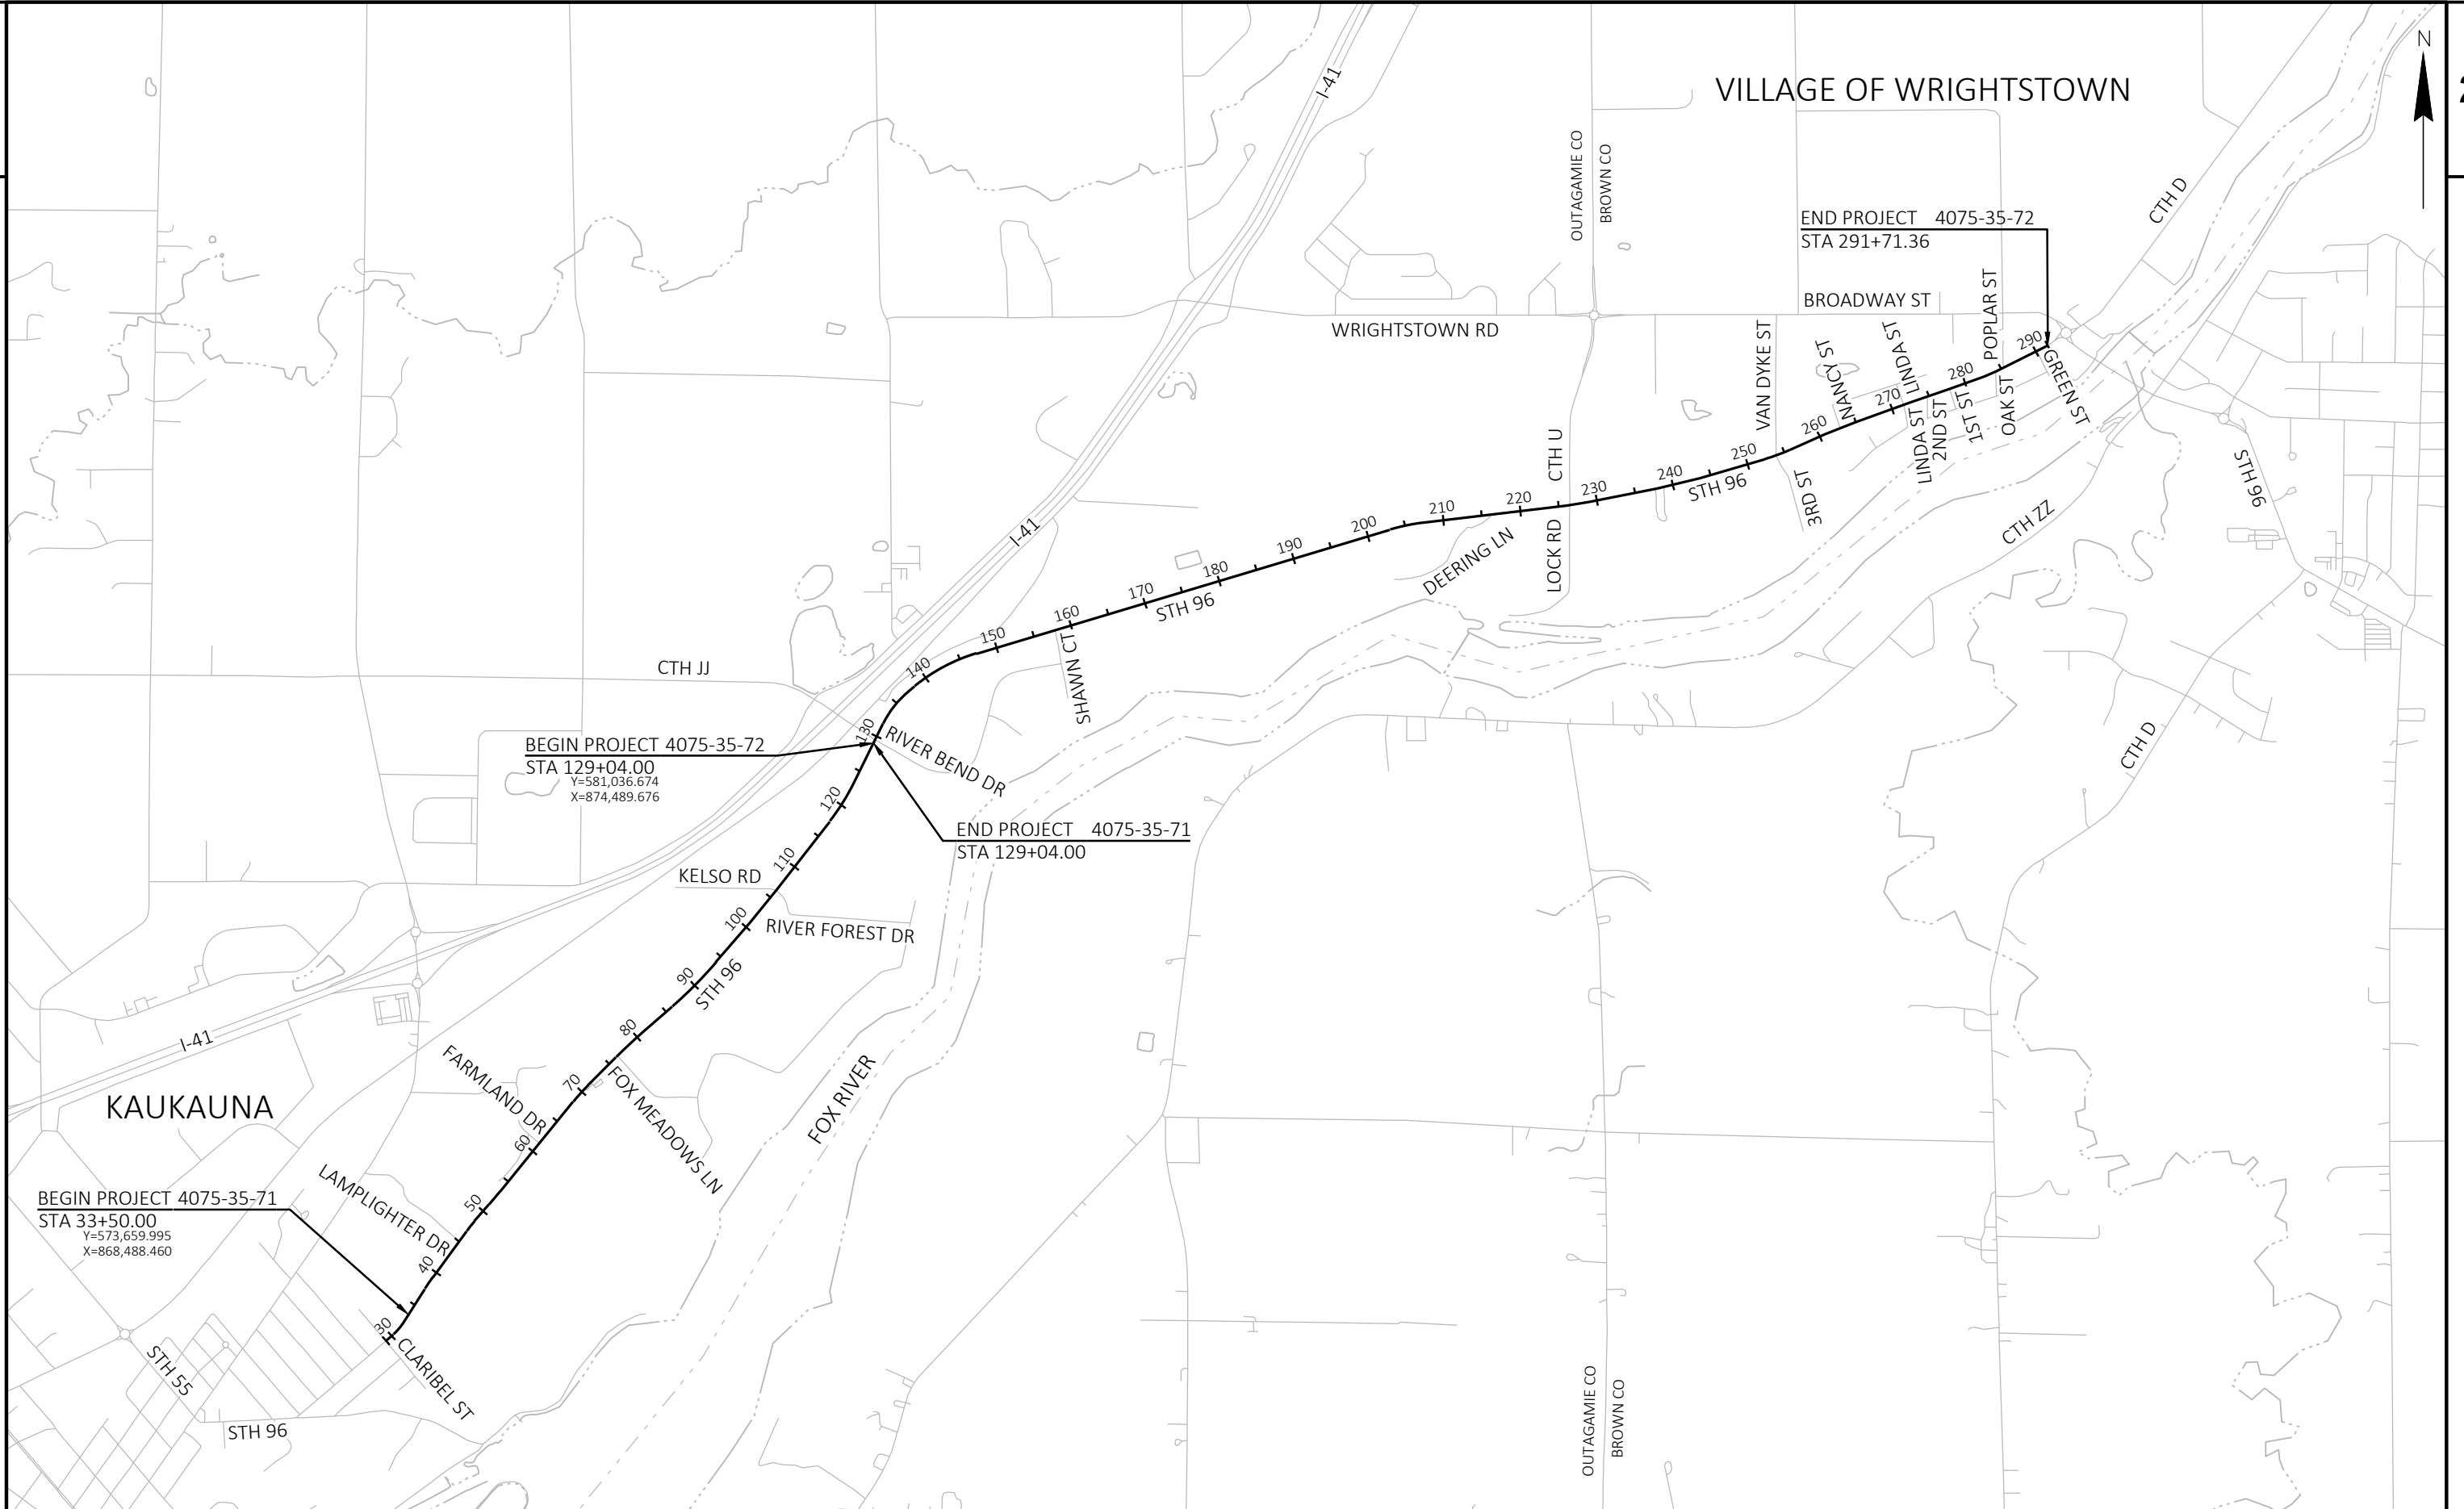 I-41
N
VILLAGE OF WRIGHTSTOWN
OUTAGAMIE CO
BROWN CO
CTH D
END PROJECT 4075-35-72
STA 291+71.36
BROADWAY ST
WRIGHTSTOWN RD
POPLAR ST
VAN DYKE ST
NANCY ST
LINDA ST
290
280
270
260
250
240
230
220
210
200
190
180
170
160
150
140
130
GREEN ST
OAK ST
1ST ST
2ND ST
LINDA ST
3RD ST
STH 96
CTH U
LOCK RD
DEERING LN
STH 96
CTH ZZ
STH 96
I-41
CTH JJ
SHAWN CT
RIVER BEND DR
BEGIN PROJECT 4075-35-72
STA 129+04.00
Y=581,036.674
X=874,489.676
END PROJECT 4075-35-71
STA 129+04.00
CTH D
120
110
100
90
80
70
60
50
40
30
KELSO RD
RIVER FOREST DR
STH 96
I-41
FARMLAND DR
FOX MEADOWS LN
FOX RIVER
KAUKAUNA
LAMPLIGHTER DR
BEGIN PROJECT 4075-35-71
STA 33+50.00
Y=573,659.995
X=868,488.460
CLARIBEL ST
STH 55
STH 96
OUTAGAMIE CO
BROWN CO